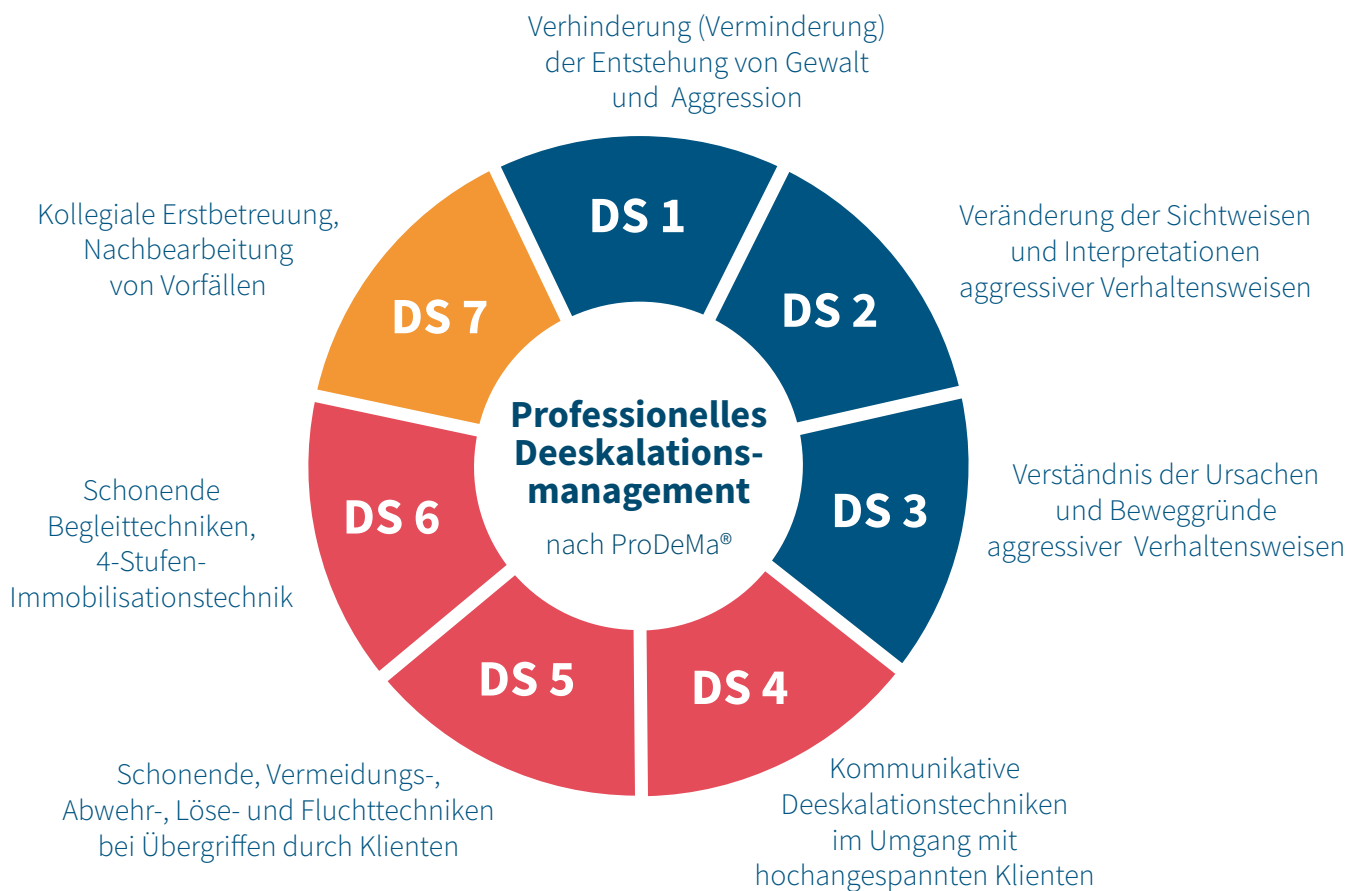 Verhinderung (Verminderung)
der Entstehung von Gewalt
und Aggression
DS 1
Veränderung der Sichtweisen
und Interpretationen
aggressiver Verhaltensweisen
DS 2
Verständnis der Ursachen
und Beweggründe
aggressiver Verhaltensweisen
DS 3
Kommunikative
Deeskalationstechniken
im Umgang mit
hochangespannten Klienten
DS 4
Schonende, Vermeidungs-,
Abwehr-, Löse- und Fluchttechniken
bei Übergriffen durch Klienten
DS 5
Schonende
Begleittechniken,
4-Stufen-
Immobilisationstechnik
DS 6
Kollegiale Erstbetreuung,
Nachbearbeitung
von Vorfällen
DS 7
Professionelles
Deeskalations-
management
nach ProDeMa®